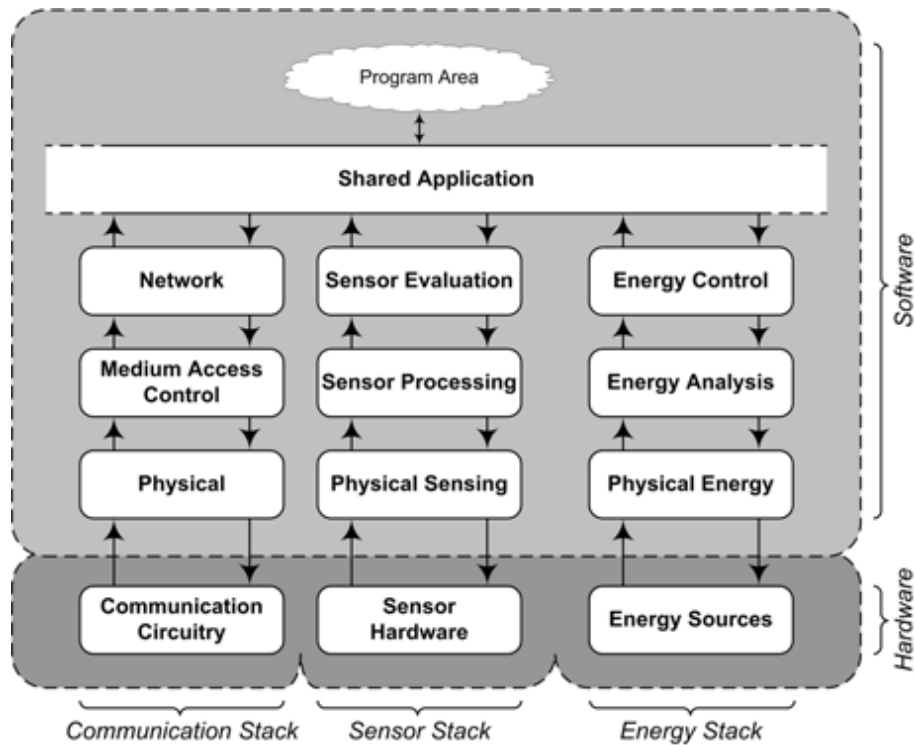 Program Area
Shared Application
Network
Sensor Evaluation
Energy Control
Medium Access
Control
Sensor Processing
Energy Analysis
Physical
Physical Sensing
Physical Energy
Software
Communication
Circuitry
Sensor
Hardware
Energy Sources
Hardware
Communication Stack
Sensor Stack
Energy Stack